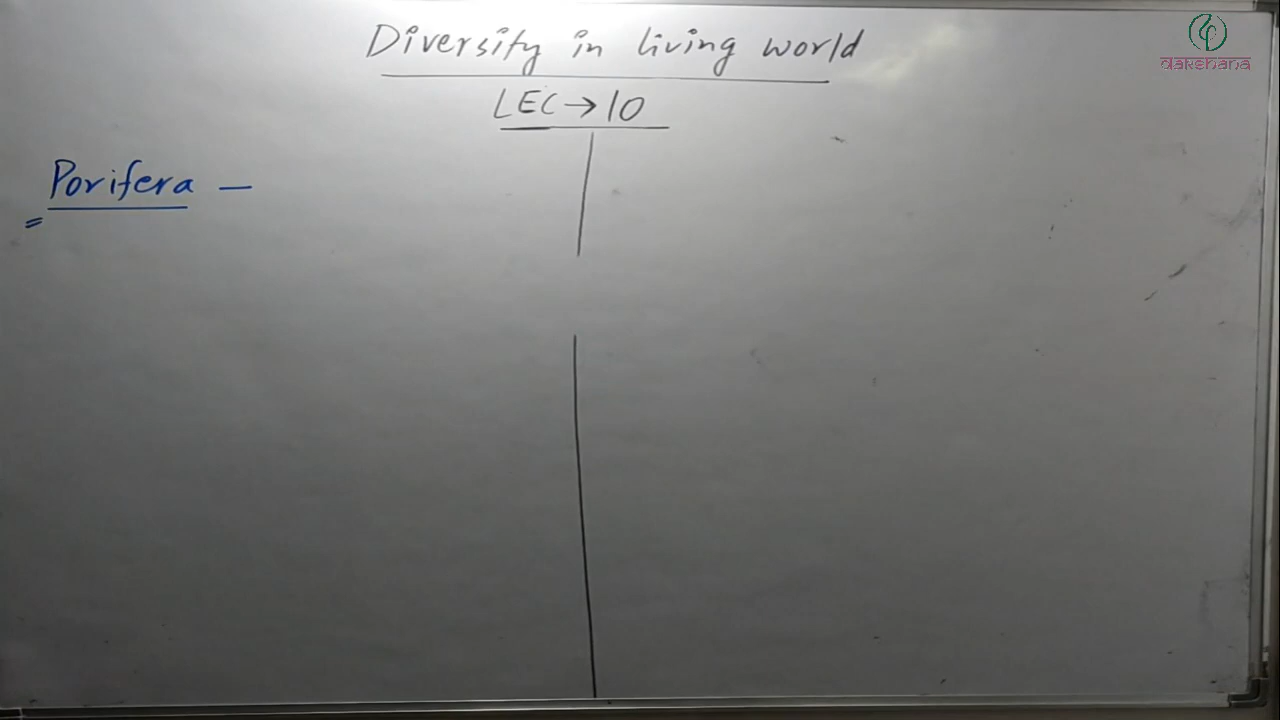 Diversity in living world
LEC → 10
Porifera —
dakshana